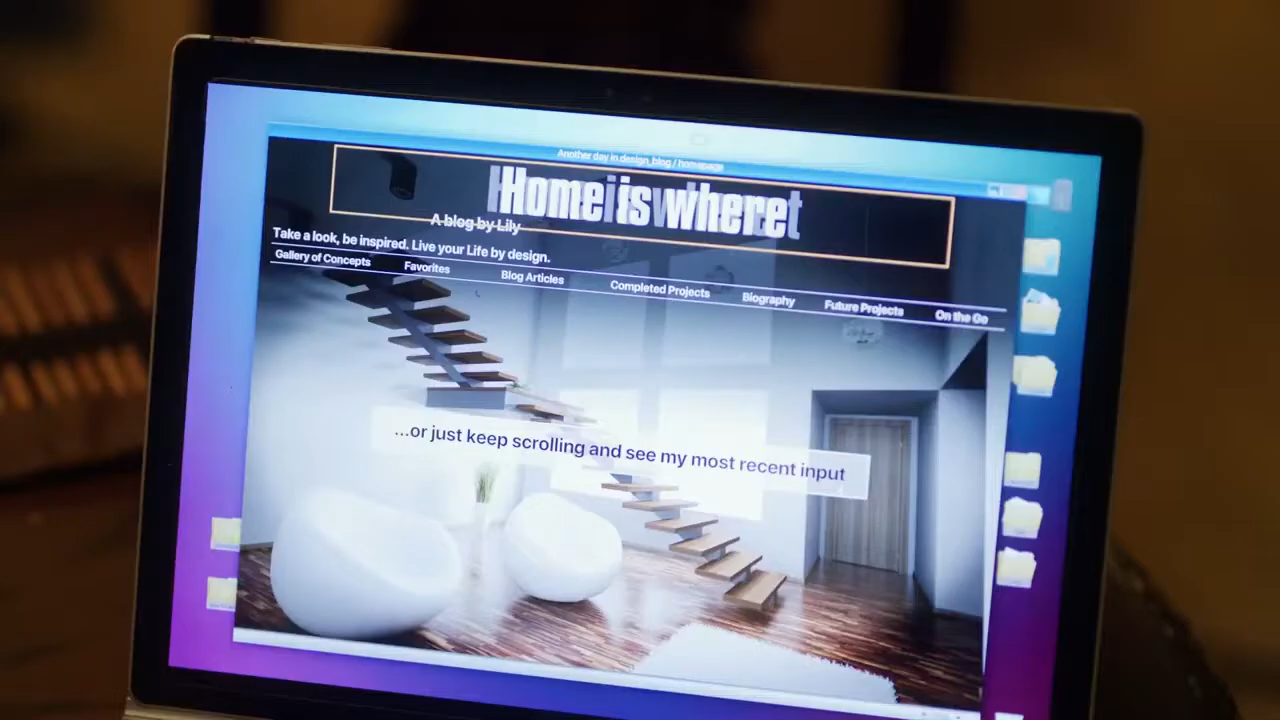 Another day in design_blog / homepage
Home is where
A blog by Lily
Take a look, be inspired. Live your Life by design.
Gallery of Concepts Favorites Blog Articles Completed Projects Biography Future Projects On the Go
...or just keep scrolling and see my most recent input